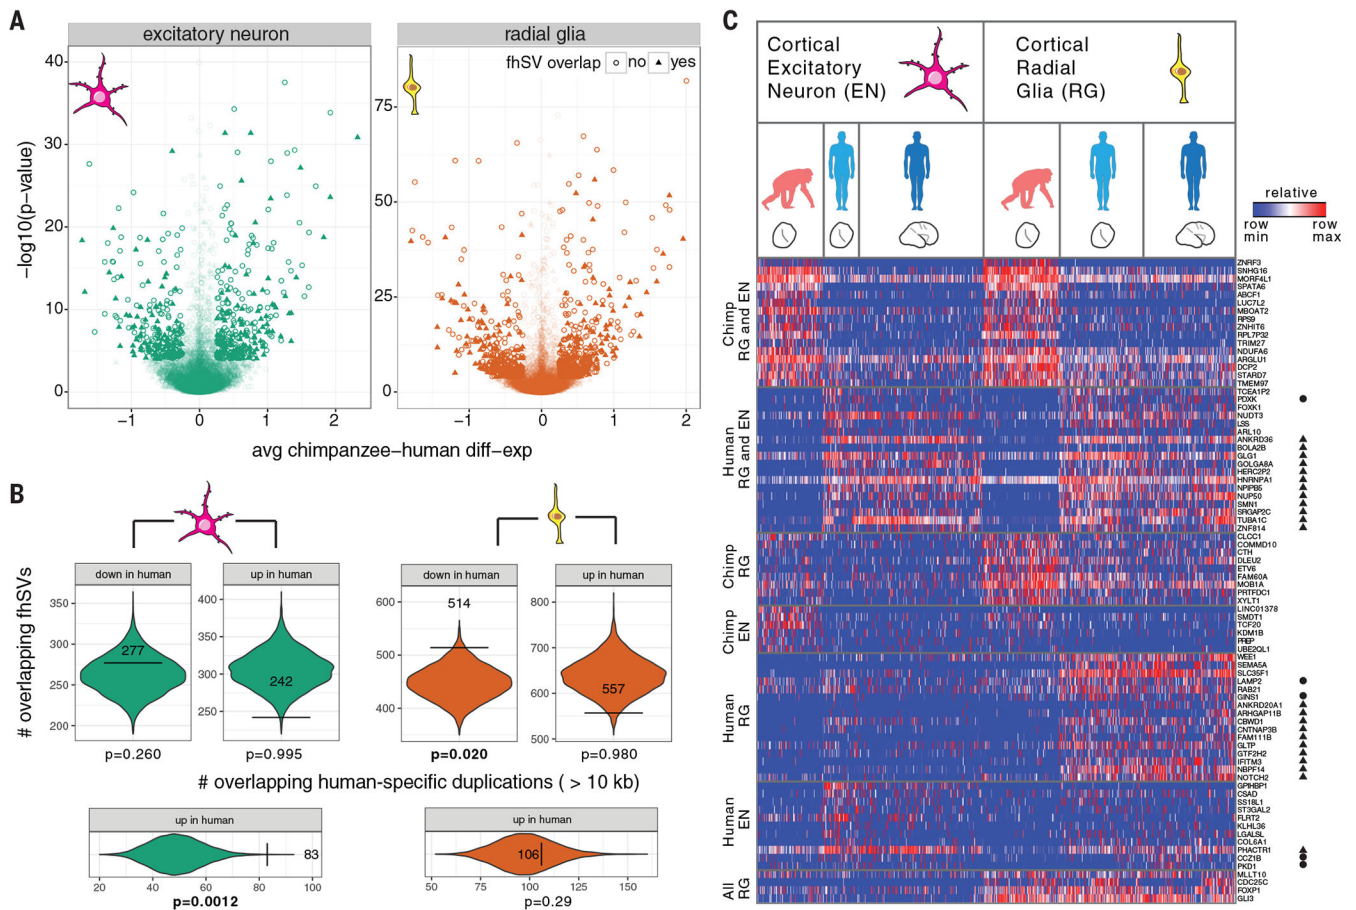 A
excitatory neuron
radial glia
fhSV overlap no yes
−log10(p−value)
40
30
20
10
0
75
50
25
0
−1 0 1 2
−1 0 1 2
avg chimpanzee−human diff−exp
B
# overlapping fhSVs
down in human
up in human
down in human
up in human
350
300
250
200
277
400
350
300
250
242
600
500
400
514
800
700
600
500
557
p=0.260
p=0.995
p=0.020
p=0.980
# overlapping human-specific duplications ( > 10 kb)
up in human
up in human
83
106
20 40 60 80 100
50 75 100 125 150
p=0.0012
p=0.29
C
Cortical
Excitatory
Neuron (EN)
Cortical
Radial
Glia (RG)
relative
row
min
row
max
Chimp
RG and EN
ZNRF3
SNHG16
MORF4L1
SPATA6
ABCF1
LUC7L2
MBOAT2
RPS9
ZNHIT6
RPL7P32
TRIM27
NDUFA6
ARGLU1
DCP2
STARD7
TMEM97
Human
RG and EN
TCEA1P2
PDXK
FOXK1
NUDT3
LSS
ARL10
ANKRD36
BOLA2B
GLG1
GOLGA8A
HERC2P2
HNRNPA1
NPIPB5
NUP50
SMN1
SRGAP2C
TUBA1C
ZNF814
Chimp
RG
CLCC1
COMMD10
CTH
DLEU2
ETV6
FAM60A
MOB1A
PRTFDC1
XYLT1
Chimp
EN
LINC01378
SMDT1
TCF20
KDM1B
PREP
UBE2QL1
Human
RG
WEE1
SEMA5A
SLC35F1
LAMP2
RAB21
GINS1
ANKRD20A1
ARHGAP11B
CBWD1
CNTNAP3B
FAM111B
GLTP
GTF2H2
IFITM3
NBPF14
NOTCH2
Human
EN
GPIHBP1
CSAD
SS18L1
ST3GAL2
FLRT2
KLHL36
LGALSL
COL6A1
PHACTR1
CCZ1B
PKD1
All
RG
MLLT10
CDC25C
FOXP1
GLI3